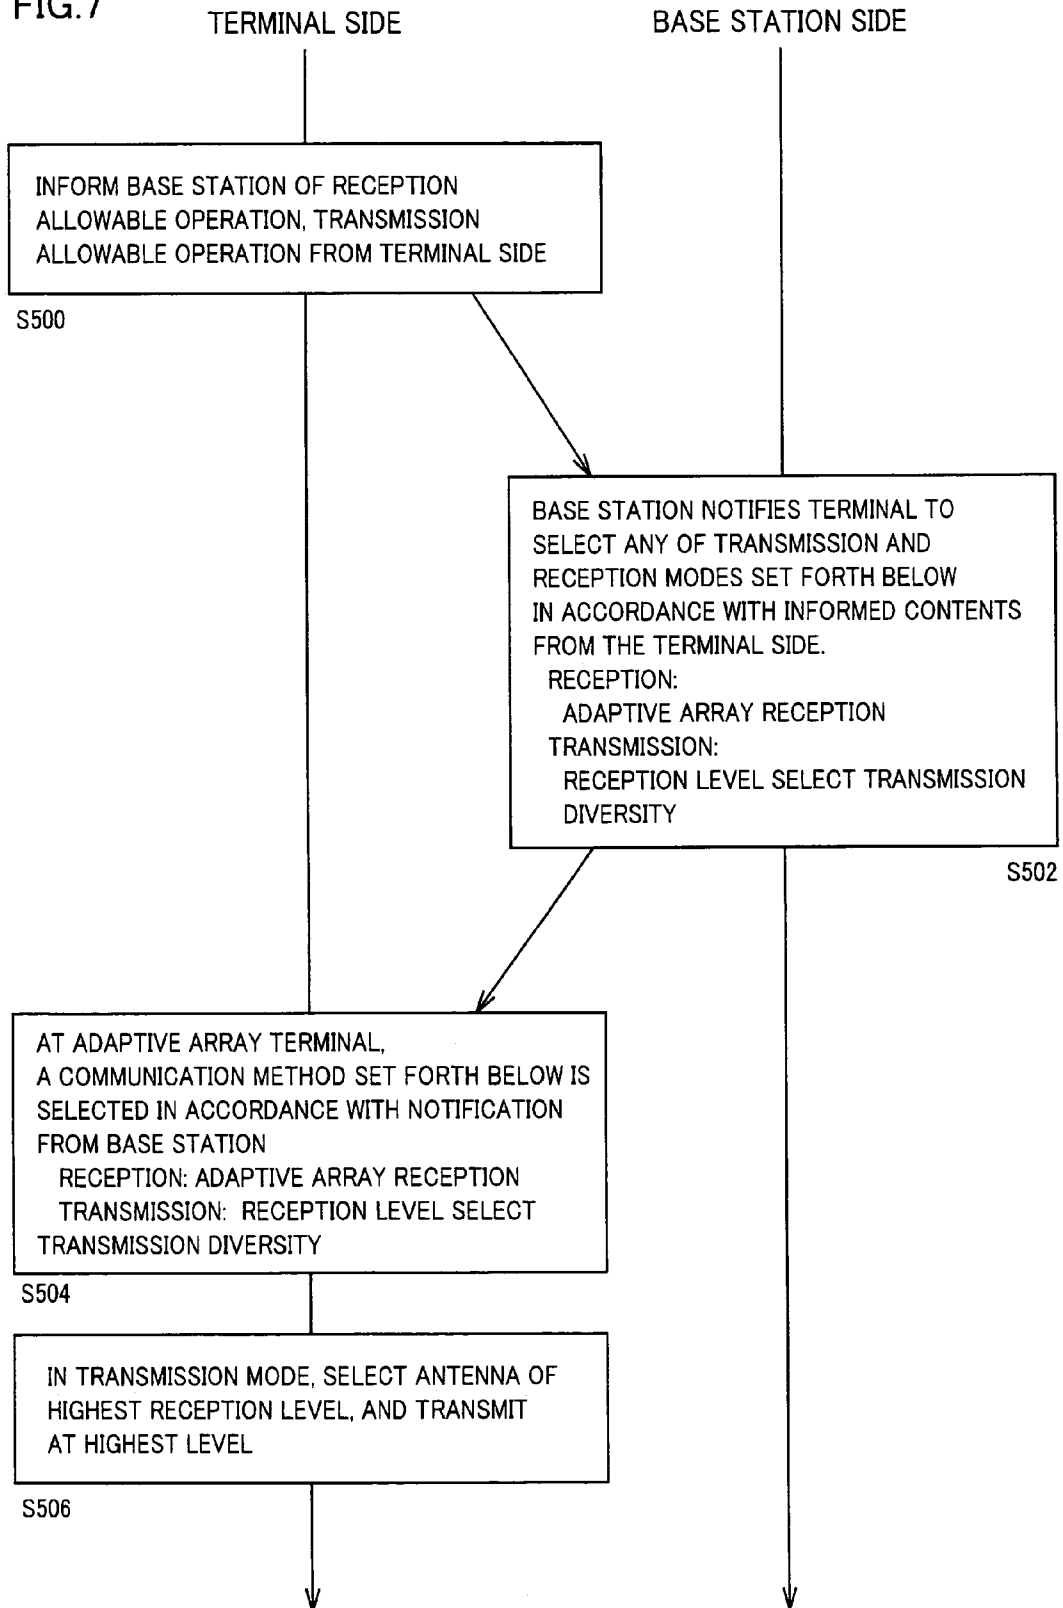 FIG.7
TERMINAL SIDE
BASE STATION SIDE
INFORM BASE STATION OF RECEPTION
ALLOWABLE OPERATION, TRANSMISSION
ALLOWABLE OPERATION FROM TERMINAL SIDE
S500
BASE STATION NOTIFIES TERMINAL TO
SELECT ANY OF TRANSMISSION AND
RECEPTION MODES SET FORTH BELOW
IN ACCORDANCE WITH INFORMED CONTENTS
FROM THE TERMINAL SIDE.
RECEPTION:
ADAPTIVE ARRAY RECEPTION
TRANSMISSION:
RECEPTION LEVEL SELECT TRANSMISSION
DIVERSITY
S502
AT ADAPTIVE ARRAY TERMINAL,
A COMMUNICATION METHOD SET FORTH BELOW IS
SELECTED IN ACCORDANCE WITH NOTIFICATION
FROM BASE STATION
RECEPTION: ADAPTIVE ARRAY RECEPTION
TRANSMISSION: RECEPTION LEVEL SELECT
TRANSMISSION DIVERSITY
S504
IN TRANSMISSION MODE, SELECT ANTENNA OF
HIGHEST RECEPTION LEVEL, AND TRANSMIT
AT HIGHEST LEVEL
S506